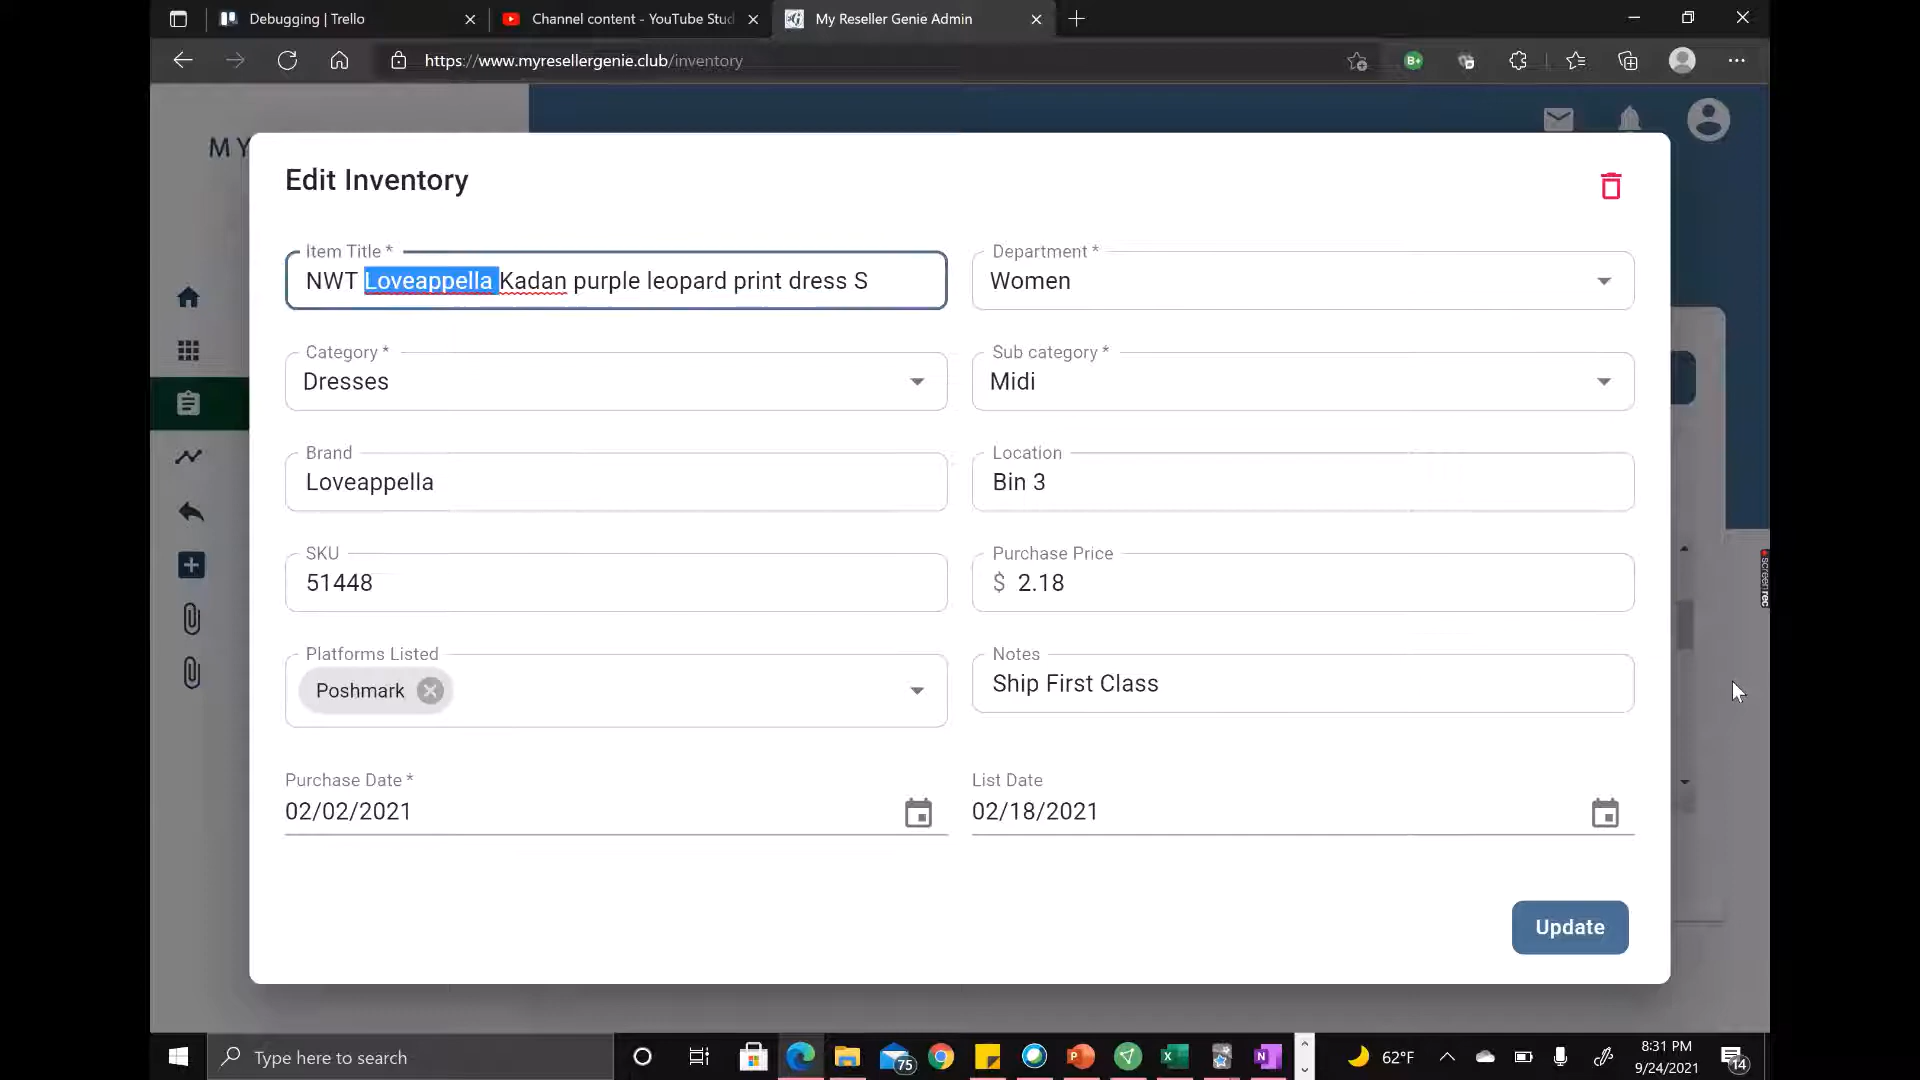 Debugging | Trello
Channel content - YouTube Stud
My Reseller Genie Admin
https://www.myresellergenie.club/inventory
B+
MY
Edit Inventory
Item Title *
NWT Loveappella Kadan purple leopard print dress S
Department *
Women
Category *
Dresses
Sub category *
Midi
Brand
Loveappella
Location
Bin 3
SKU
51448
Purchase Price
$ 2.18
Platforms Listed
Poshmark
Notes
Ship First Class
Purchase Date *
02/02/2021
List Date
02/18/2021
Update
screenrec
Type here to search
75
62°F
8:31 PM
9/24/2021
14